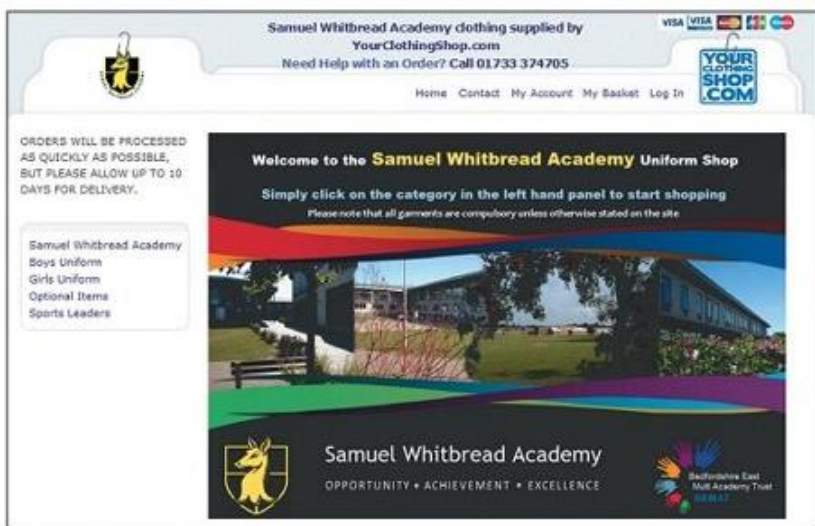 Samuel Whitbread Academy clothing supplied by
YourClothingShop.com
Need Help with an Order? Call 01733 374705
VISA VISA
YOUR
CLOTHING
SHOP
.COM
Home Contact My Account My Basket Log In
ORDERS WILL BE PROCESSED
AS QUICKLY AS POSSIBLE,
BUT PLEASE ALLOW UP TO 10
DAYS FOR DELIVERY.
Samuel Whitbread Academy
Boys Uniform
Girls Uniform
Optional Items
Sports Leaders
Welcome to the Samuel Whitbread Academy Uniform Shop
Simply click on the category in the left hand panel to start shopping
Please note that all garments are compulsory unless otherwise stated on the site
Samuel Whitbread Academy
OPPORTUNITY • ACHIEVEMENT • EXCELLENCE
Bedfordshire East
Multi Academy Trust
BEMAT